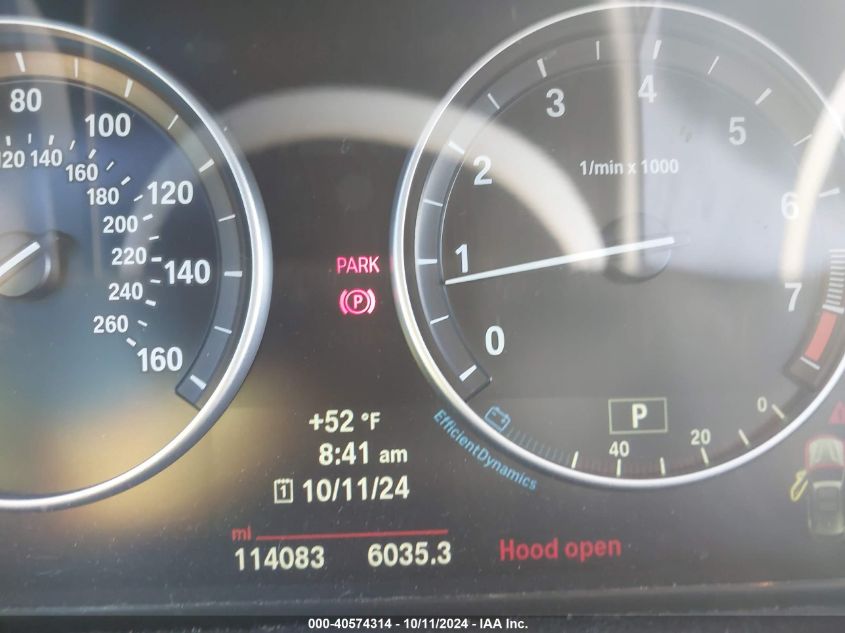 80
100
120
140
160
120
140
160
180
200
220
240
260
PARK
P
+52 °F
8:41 am
1
10/11/24
mi
114083 6035.3
0
1
2
3
4
5
6
7
1/min x 1000
P
EfficientDynamics
40
20
0
Hood open
000-40574314 - 10/11/2024 - IAA Inc.